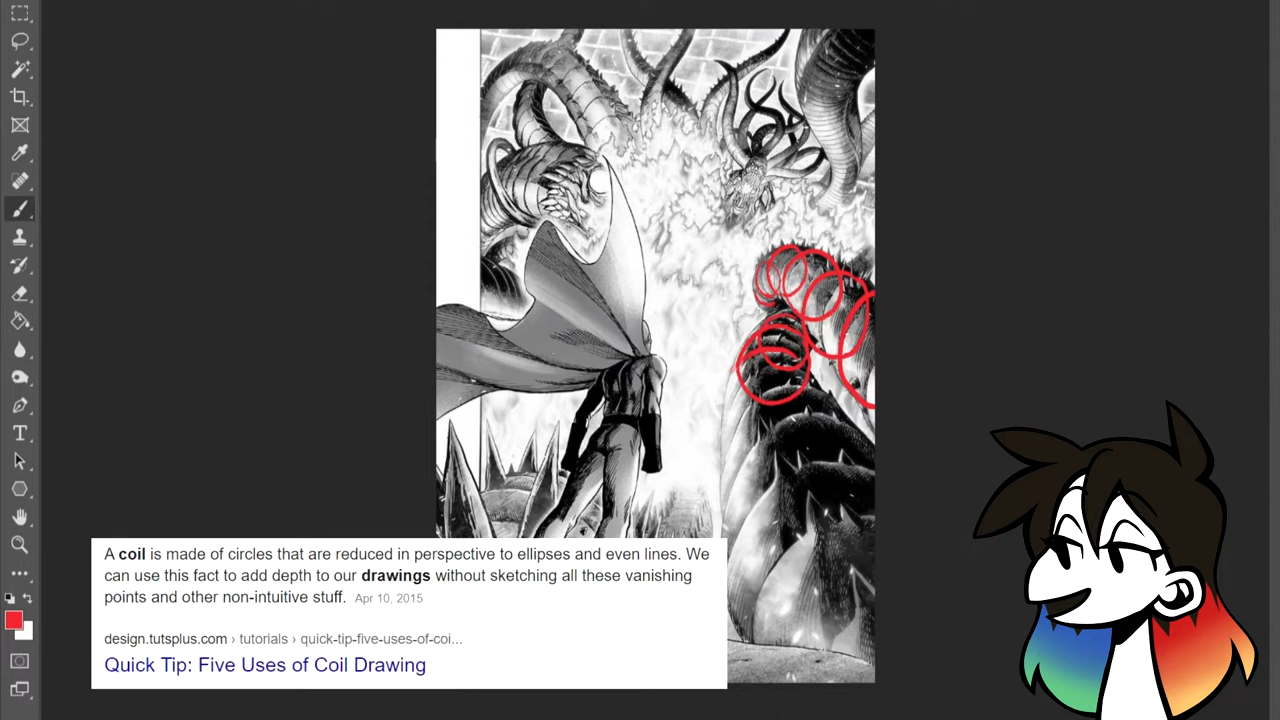 A coil is made of circles that are reduced in perspective to ellipses and even lines. We
can use this fact to add depth to our drawings without sketching all these vanishing
points and other non-intuitive stuff. Apr 10, 2015
design.tutsplus.com › tutorials › quick-tip-five-uses-of-coi...
Quick Tip: Five Uses of Coil Drawing